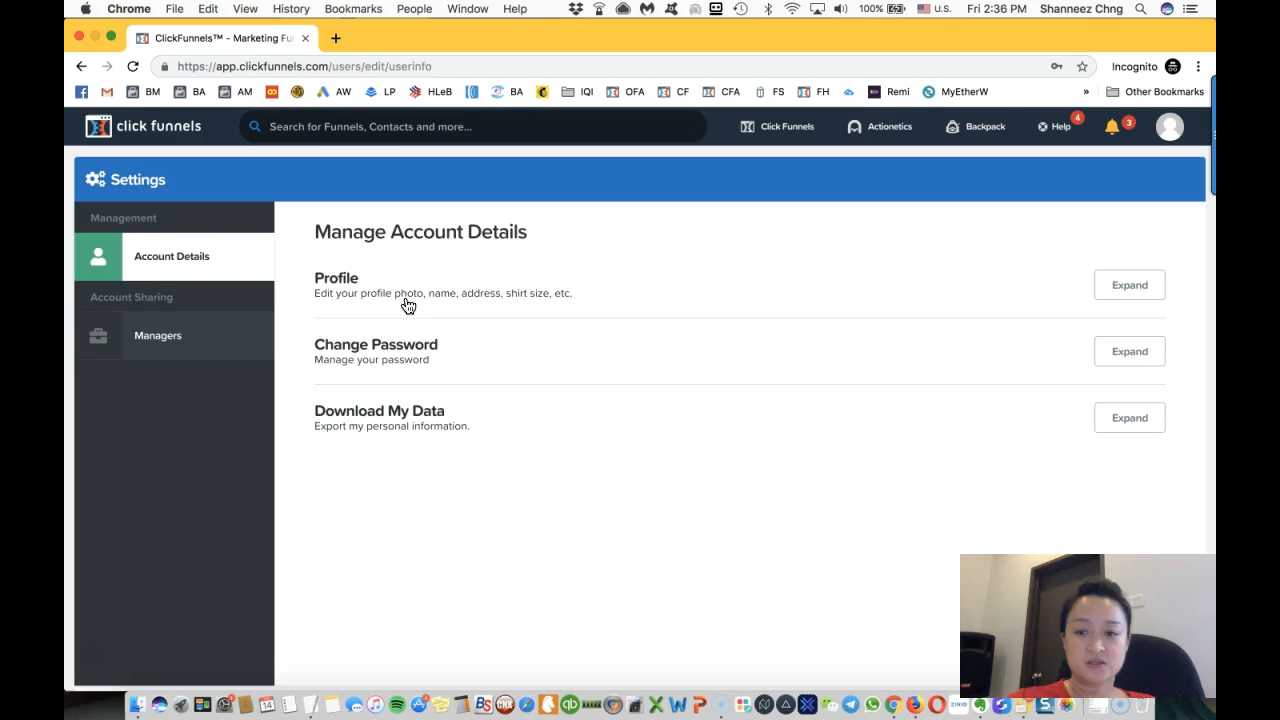 Chrome File Edit View History Bookmarks People Window Help 100% U.S. Fri 2:36 PM Shanneez Chng
ClickFunnels™ - Marketing Fu
https://app.clickfunnels.com/users/edit/userinfo Incognito
BM BA AM AW LP HLeB BA IQI OFA CF CFA FS FH Remi MyEtherW » Other Bookmarks
click funnels Search for Funnels, Contacts and more... Click Funnels Actionetics Backpack Help 4 3
Settings
Management
Account Details
Account Sharing
Managers
Manage Account Details
Profile
Edit your profile photo, name, address, shirt size, etc.
Expand
Change Password
Manage your password
Expand
Download My Data
Export my personal information.
Expand
14 BS CNX ZINIO